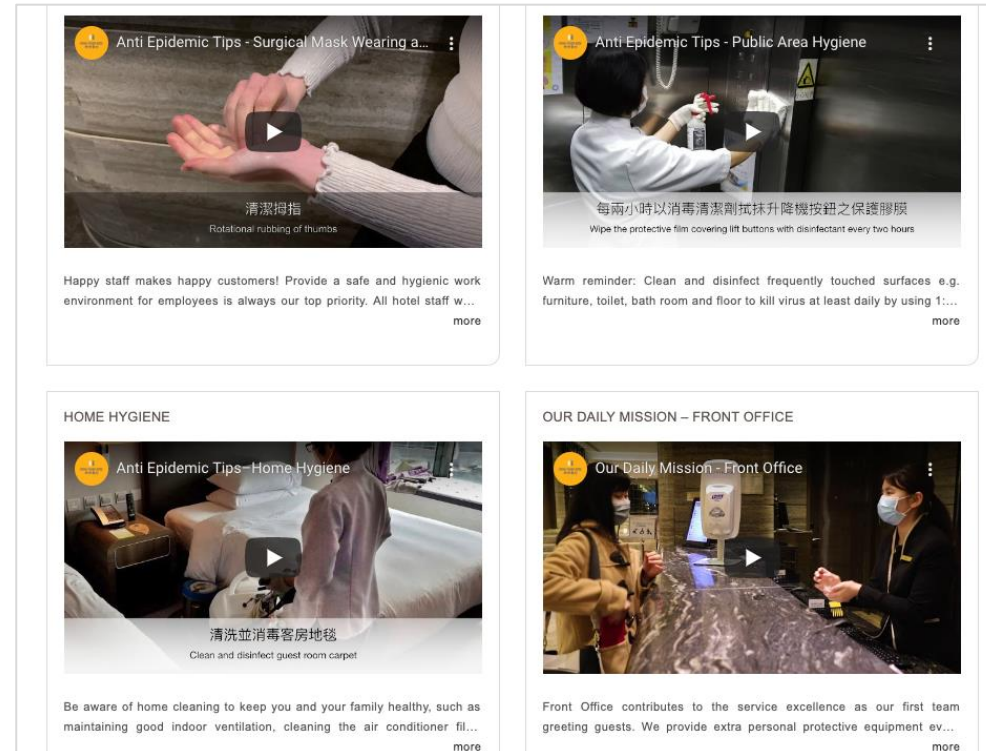 Anti Epidemic Tips - Surgical Mask Wearing a...
清潔拇指
Rotational rubbing of thumbs
Happy staff makes happy customers! Provide a safe and hygienic work
environment for employees is always our top priority. All hotel staff w...
more
Anti Epidemic Tips - Public Area Hygiene
每兩小時以消毒清潔劑拭抹升降機按鈕之保護膠膜
Wipe the protective film covering lift buttons with disinfectant every two hours
Warm reminder: Clean and disinfect frequently touched surfaces e.g.
furniture, toilet, bath room and floor to kill virus at least daily by using 1:...
more
HOME HYGIENE
Anti Epidemic Tips–Home Hygiene
清洗並消毒客房地毯
Clean and disinfect guest room carpet
Be aware of home cleaning to keep you and your family healthy, such as
maintaining good indoor ventilation, cleaning the air conditioner fil...
more
OUR DAILY MISSION – FRONT OFFICE
Our Daily Mission - Front Office
Front Office contributes to the service excellence as our first team
greeting guests. We provide extra personal protective equipment ev...
more